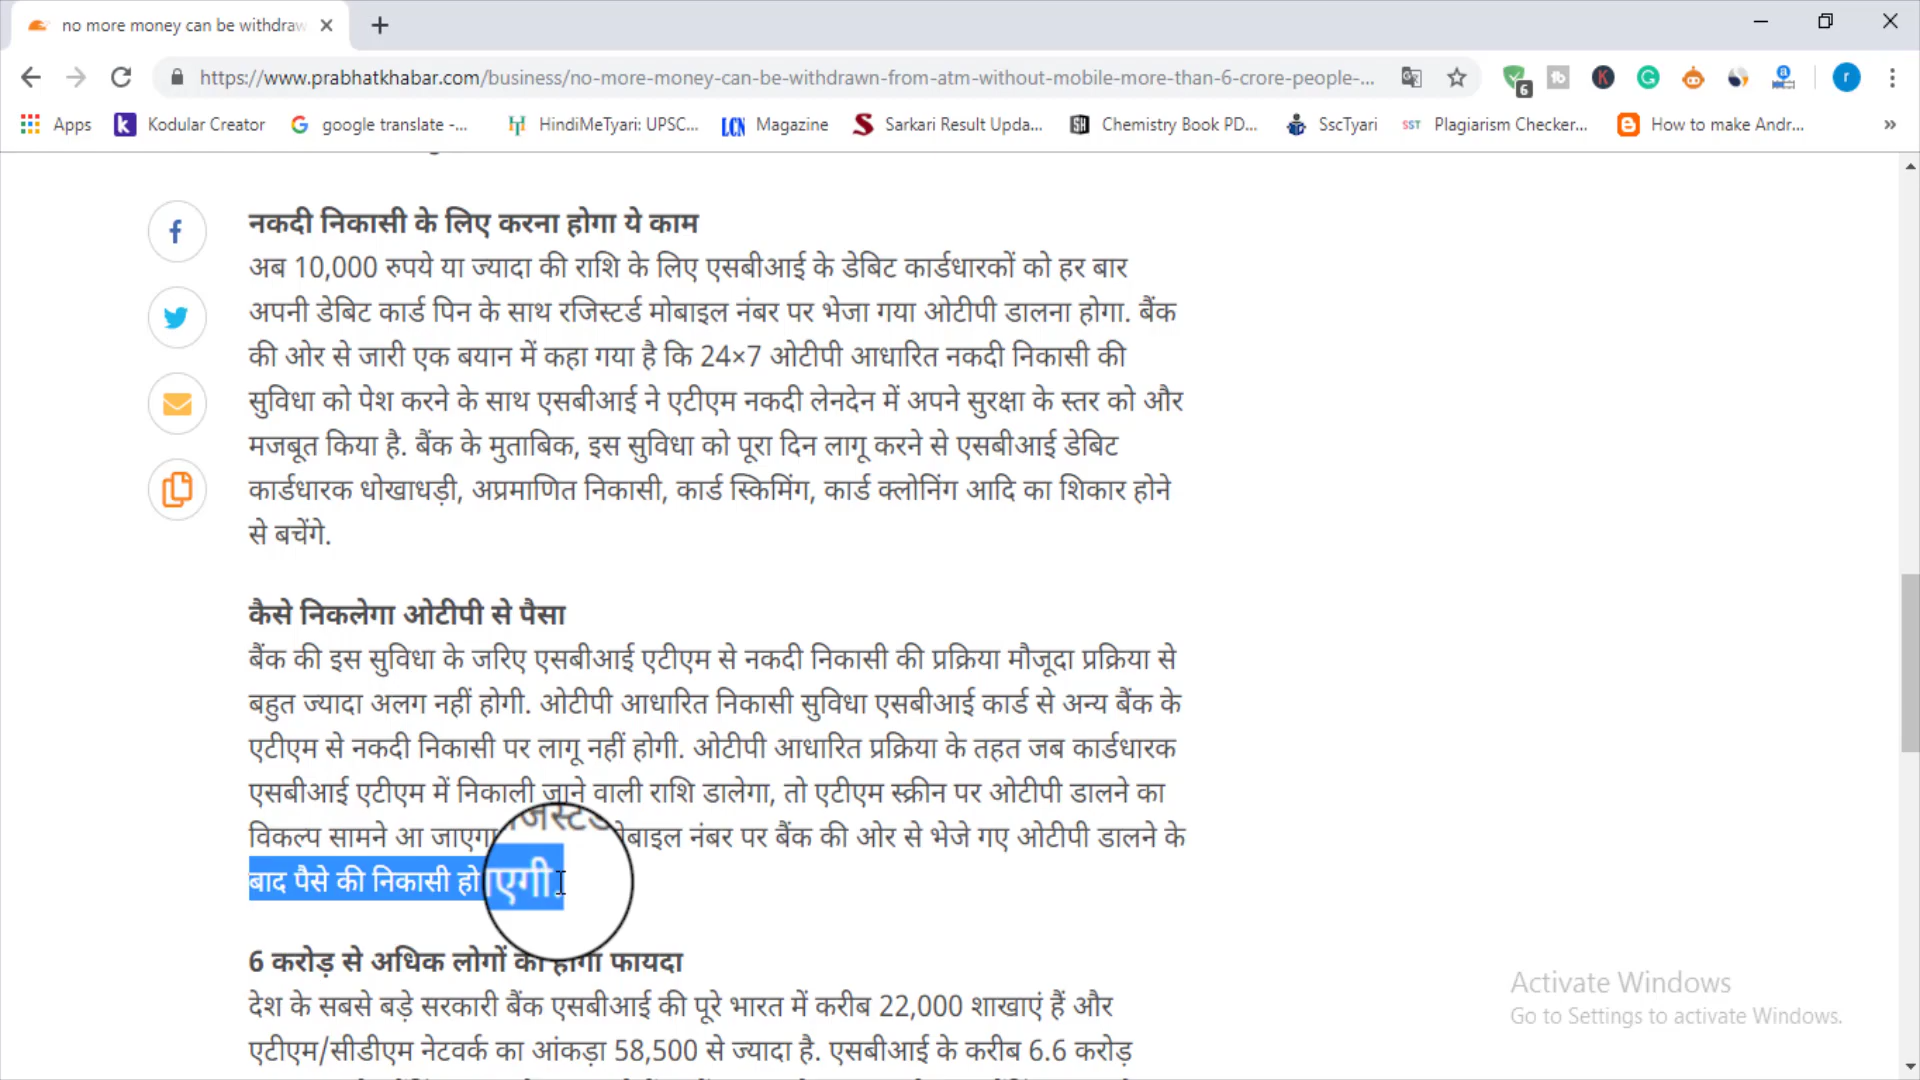 no more money can be withdraw
https://www.prabhatkhabar.com/business/no-more-money-can-be-withdrawn-from-atm-without-mobile-more-than-6-crore-people-...
6
r
Apps
Kodular Creator
google translate -...
HindiMeTyari: UPSC...
LCN Magazine
Sarkari Result Upda...
Chemistry Book PD...
SscTyari
SST Plagiarism Checker...
How to make Andr...
नकदी निकासी के लिए करना होगा ये काम
अब 10,000 रुपये या ज्यादा की राशि के लिए एसबीआई के डेबिट कार्डधारकों को हर बार
अपनी डेबिट कार्ड पिन के साथ रजिस्टर्ड मोबाइल नंबर पर भेजा गया ओटीपी डालना होगा. बैंक
की ओर से जारी एक बयान में कहा गया है कि 24×7 ओटीपी आधारित नकदी निकासी की
सुविधा को पेश करने के साथ एसबीआई ने एटीएम नकदी लेनदेन में अपने सुरक्षा के स्तर को और
मजबूत किया है. बैंक के मुताबिक, इस सुविधा को पूरा दिन लागू करने से एसबीआई डेबिट
कार्डधारक धोखाधड़ी, अप्रमाणित निकासी, कार्ड स्किमिंग, कार्ड क्लोनिंग आदि का शिकार होने
से बचेंगे.
कैसे निकलेगा ओटीपी से पैसा
बैंक की इस सुविधा के जरिए एसबीआई एटीएम से नकदी निकासी की प्रक्रिया मौजूदा प्रक्रिया से
बहुत ज्यादा अलग नहीं होगी. ओटीपी आधारित निकासी सुविधा एसबीआई कार्ड से अन्य बैंक के
एटीएम से नकदी निकासी पर लागू नहीं होगी. ओटीपी आधारित प्रक्रिया के तहत जब कार्डधारक
एसबीआई एटीएम में निकाली जाने वाली राशि डालेगा, तो एटीएम स्क्रीन पर ओटीपी डालने का
विकल्प सामने आ जाएगा नंबर पर बैंक की ओर से भेजे गए ओटीपी डालने के
बाद पैसे की निकासी हो
6 करोड़ से अधिक लोगों को होगा फायदा
देश के सबसे बड़े सरकारी बैंक एसबीआई की पूरे भारत में करीब 22,000 शाखाएं हैं और
एटीएम/सीडीएम नेटवर्क का आंकड़ा 58,500 से ज्यादा है. एसबीआई के करीब 6.6 करोड़
Activate Windows
Go to Settings to activate Windows.